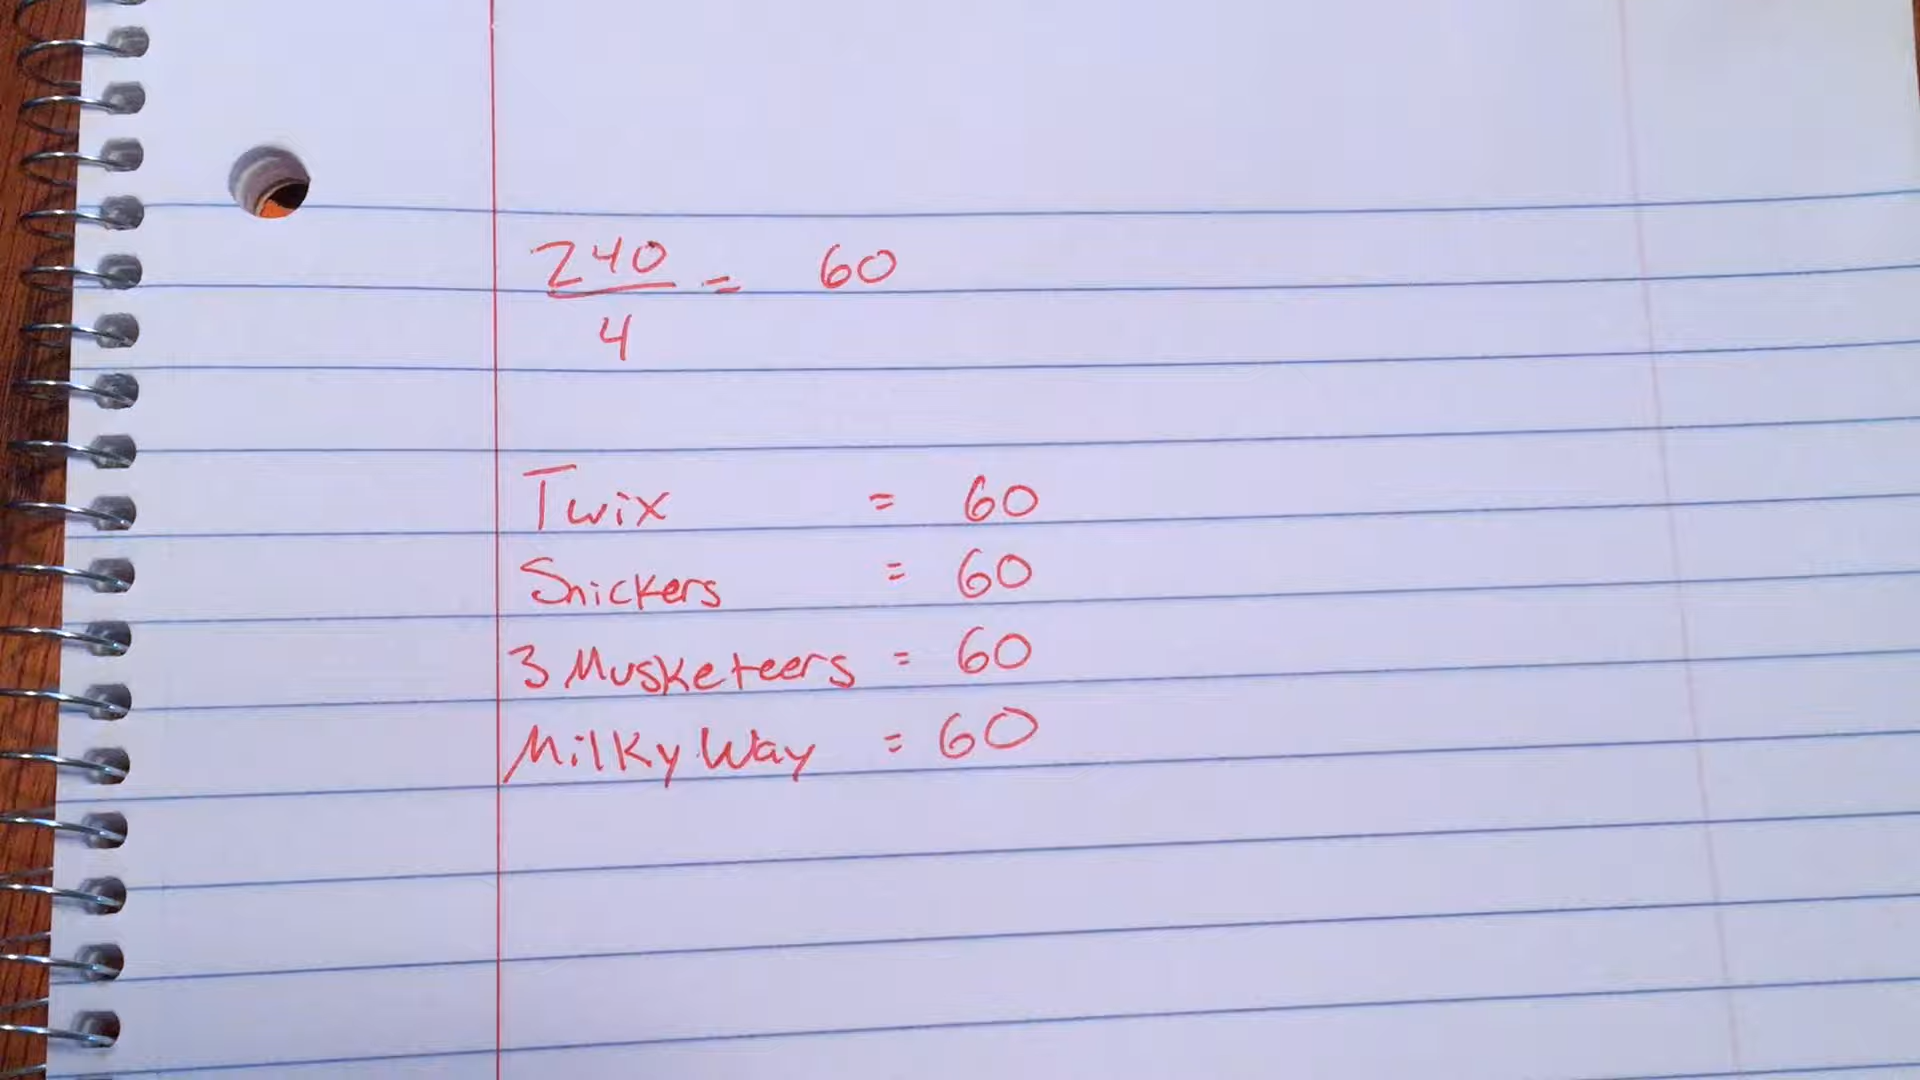 240/4 = 60
Twix = 60
Snickers = 60
3 Musketeers = 60
Milky Way = 60